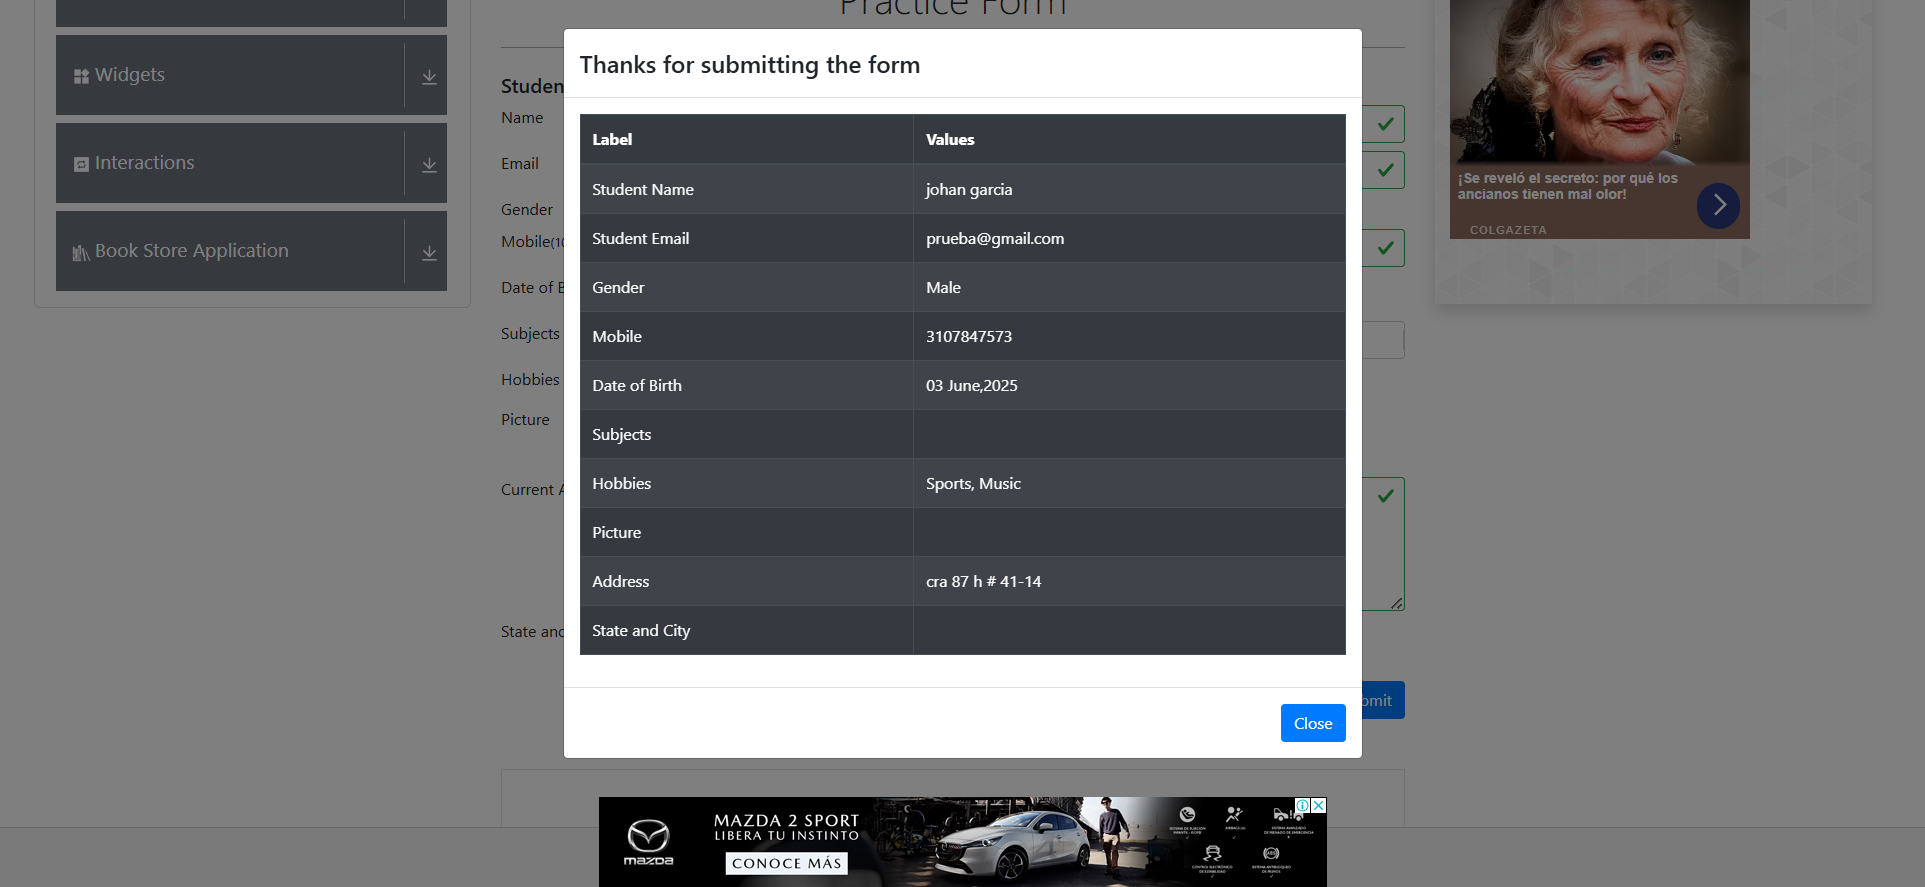 Practice Form
Widgets
Interactions
Book Store Application
Studen
Name
Email
Gender
Mobile(10
Date of B
Subjects
Hobbies
Picture
Current A
State and
Thanks for submitting the form
Label Values
Student Name johan garcia
Student Email prueba@gmail.com
Gender Male
Mobile 3107847573
Date of Birth 03 June,2025
Subjects
Hobbies Sports, Music
Picture
Address cra 87 h # 41-14
State and City
Close
bmit
¡Se reveló el secreto: por qué los
ancianos tienen mal olor!
COLGAZETA
mazda
MAZDA 2 SPORT
LIBERA TU INSTINTO
CONOCE MÁS